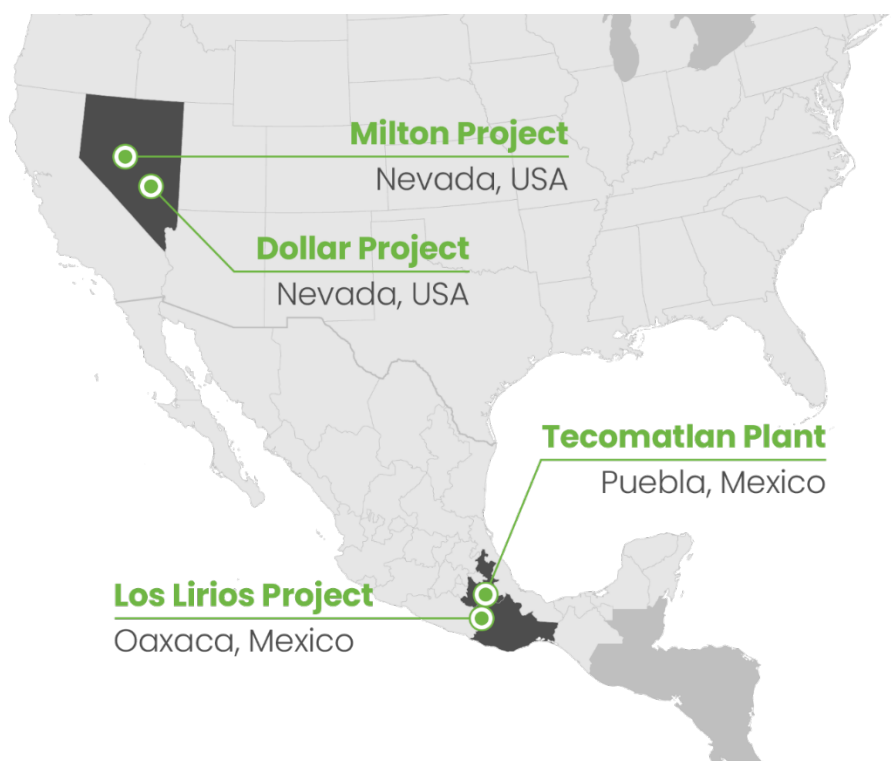 Milton Project
Nevada, USA
Dollar Project
Nevada, USA
Tecomatlan Plant
Puebla, Mexico
Los Lirios Project
Oaxaca, Mexico